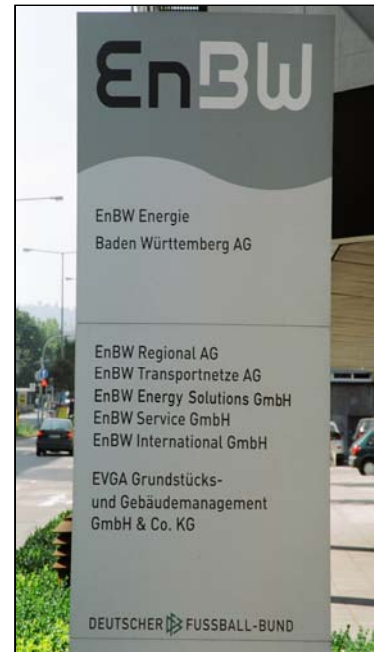 EnBW
EnBW Energie
Baden Württemberg AG
EnBW Regional AG
EnBW Transportnetze AG
EnBW Energy Solutions GmbH
EnBW Service GmbH
EnBW International GmbH
EVGA Grundstücks-
und Gebäudemanagement
GmbH & Co. KG
DEUTSCHER FUSSBALL-BUND